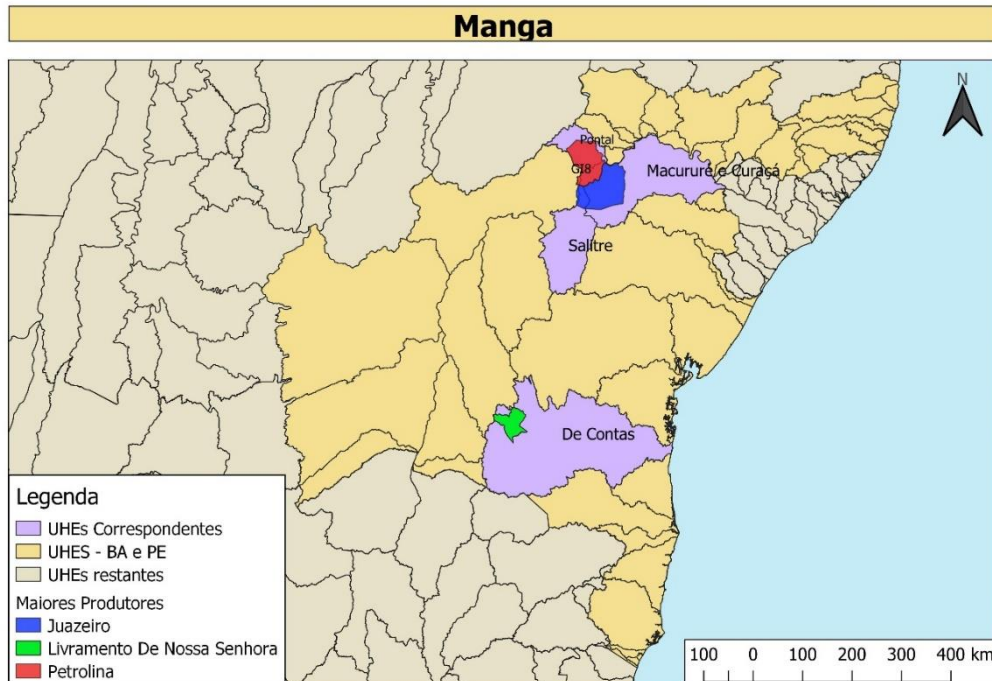 Manga
N
Pontal
GI8
Macururé e Curaçá
Salitre
De Contas
Legenda
UHEs Correspondentes
UHES - BA e PE
UHEs restantes
Maiores Produtores
Juazeiro
Livramento De Nossa Senhora
Petrolina
100 0 100 200 300 400 km